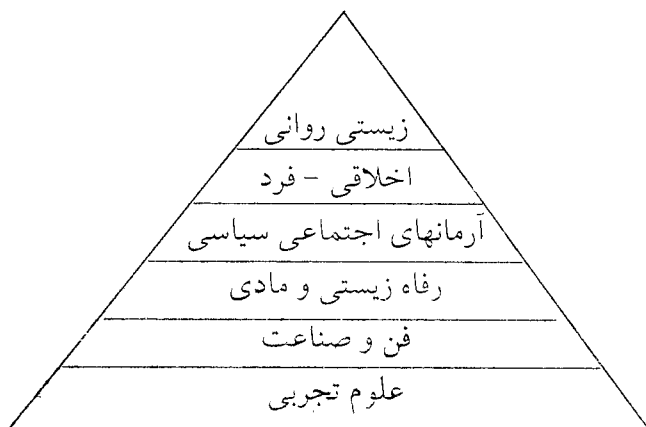 زیستی روانی
اخلاقی - فرد
آرمانهای اجتماعی سیاسی
رفاه زیستی و مادی
فن و صناعت
علوم تجربی